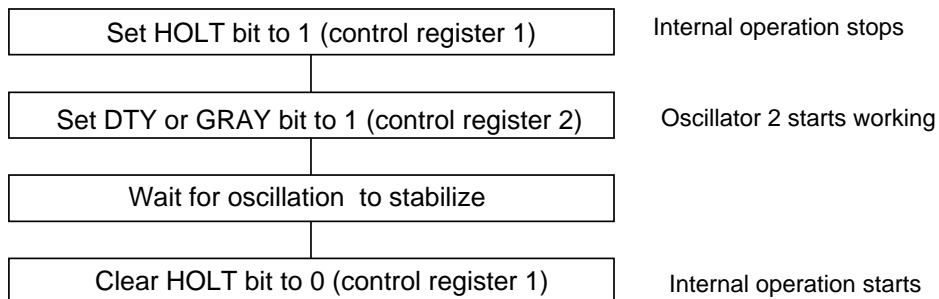 Set HOLT bit to 1 (control register 1)
Internal operation stops
Set DTY or GRAY bit to 1 (control register 2)
Oscillator 2 starts working
Wait for oscillation to stabilize
Clear HOLT bit to 0 (control register 1)
Internal operation starts